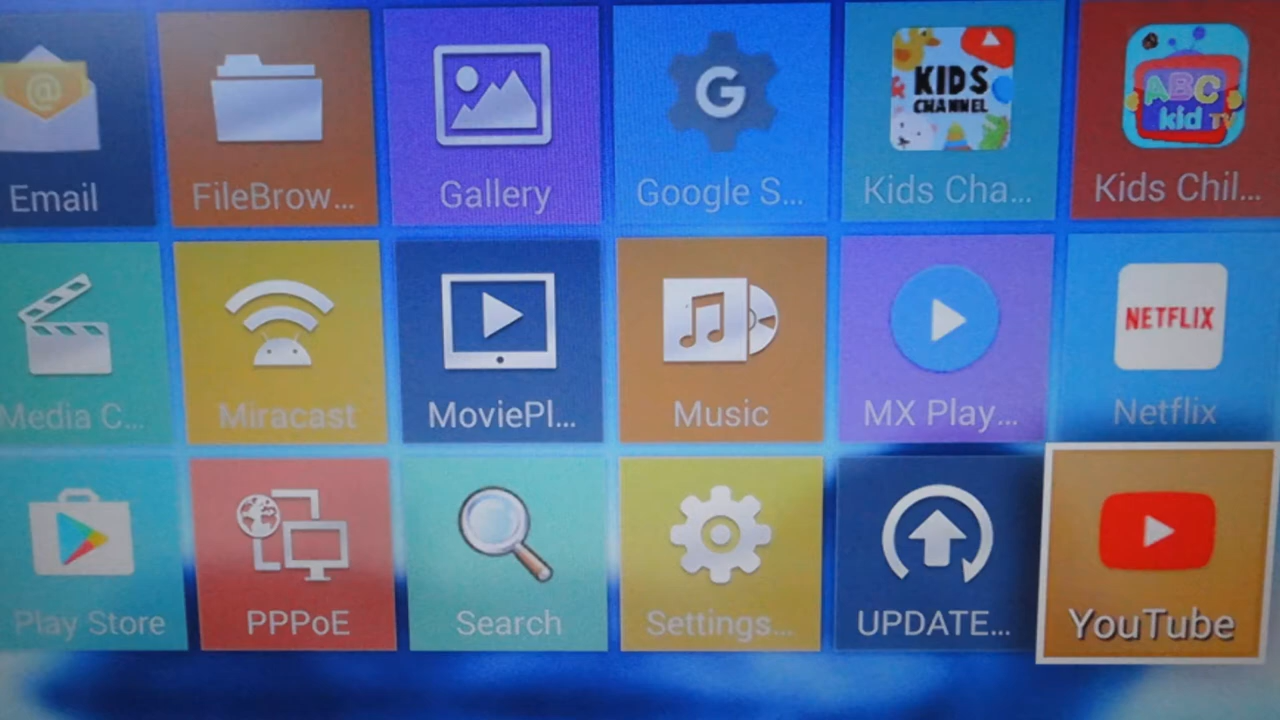 @
G
KIDS
CHANNEL
ABC
kid TV
Email
FileBrow...
Gallery
Google S...
Kids Cha...
Kids Chil...
NETFLIX
Media C...
Miracast
MoviePl...
Music
MX Play...
Netflix
Play Store
PPPoE
Search
Settings...
UPDATE...
YouTube